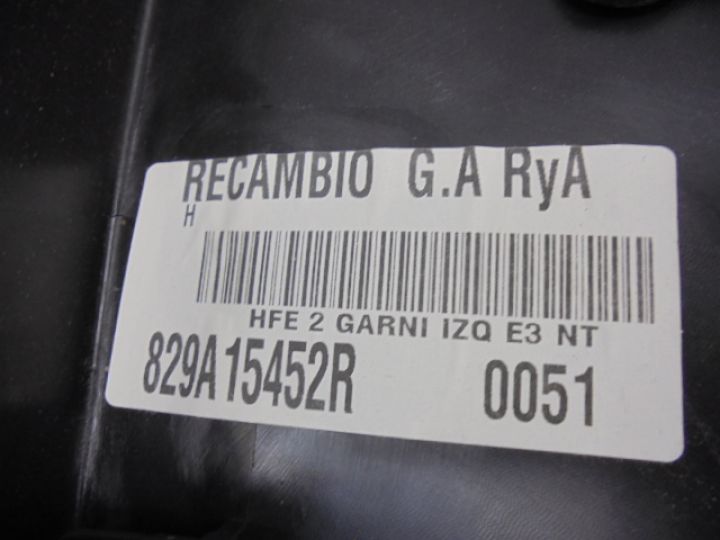 RECAMBIO G.A RyA
H
HFE 2 GARNI IZQ E3 NT
829A15452R 0051